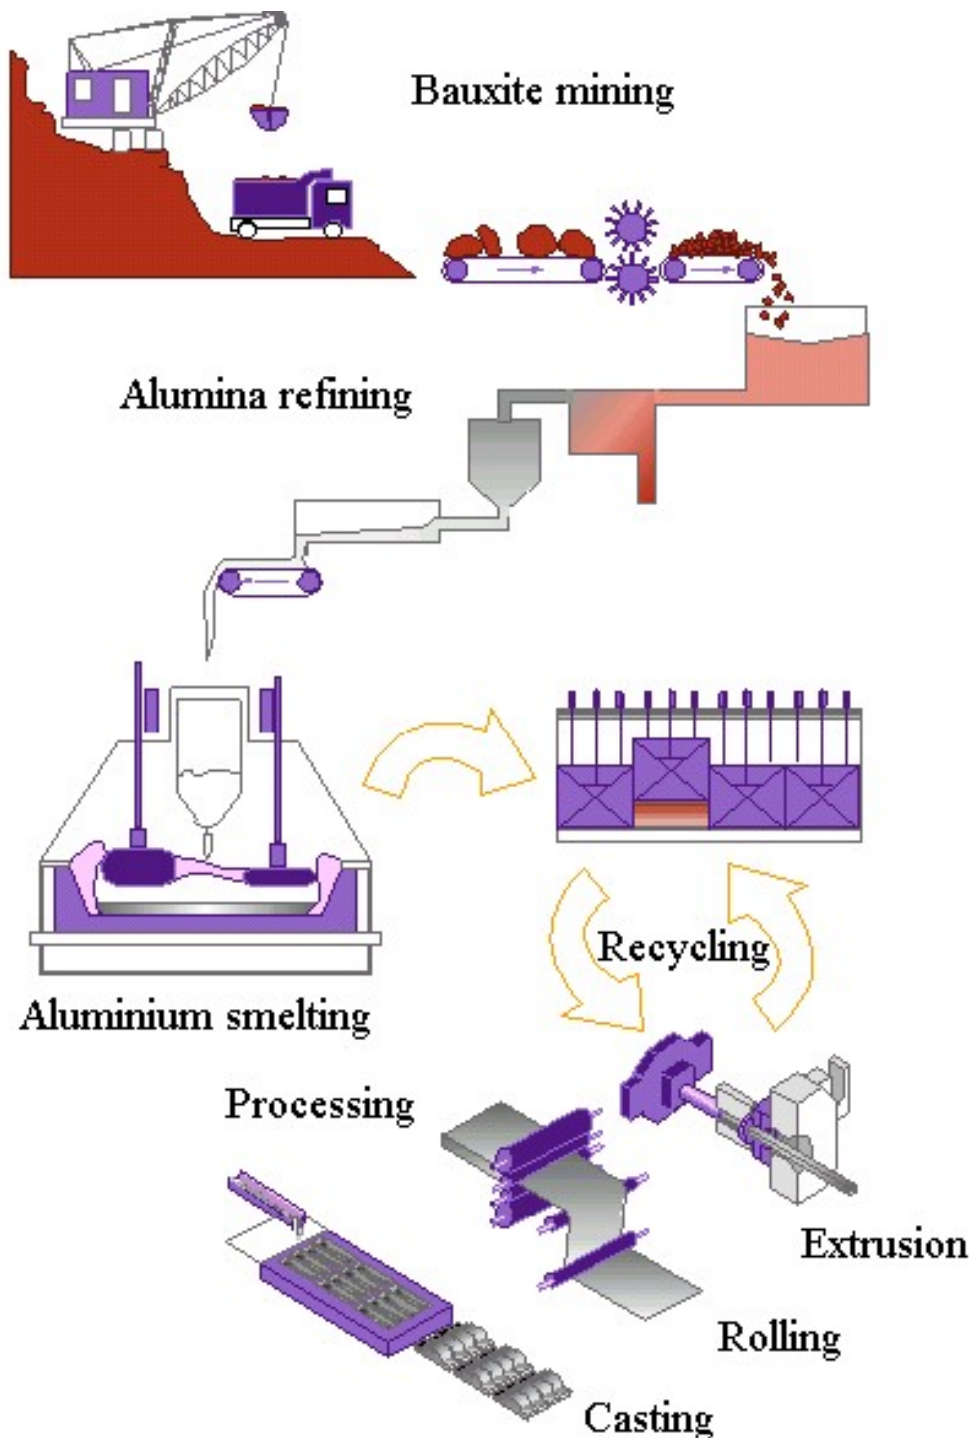 Bauxite mining
Alumina refining
Aluminium smelting
Recycling
Processing
Extrusion
Rolling
Casting